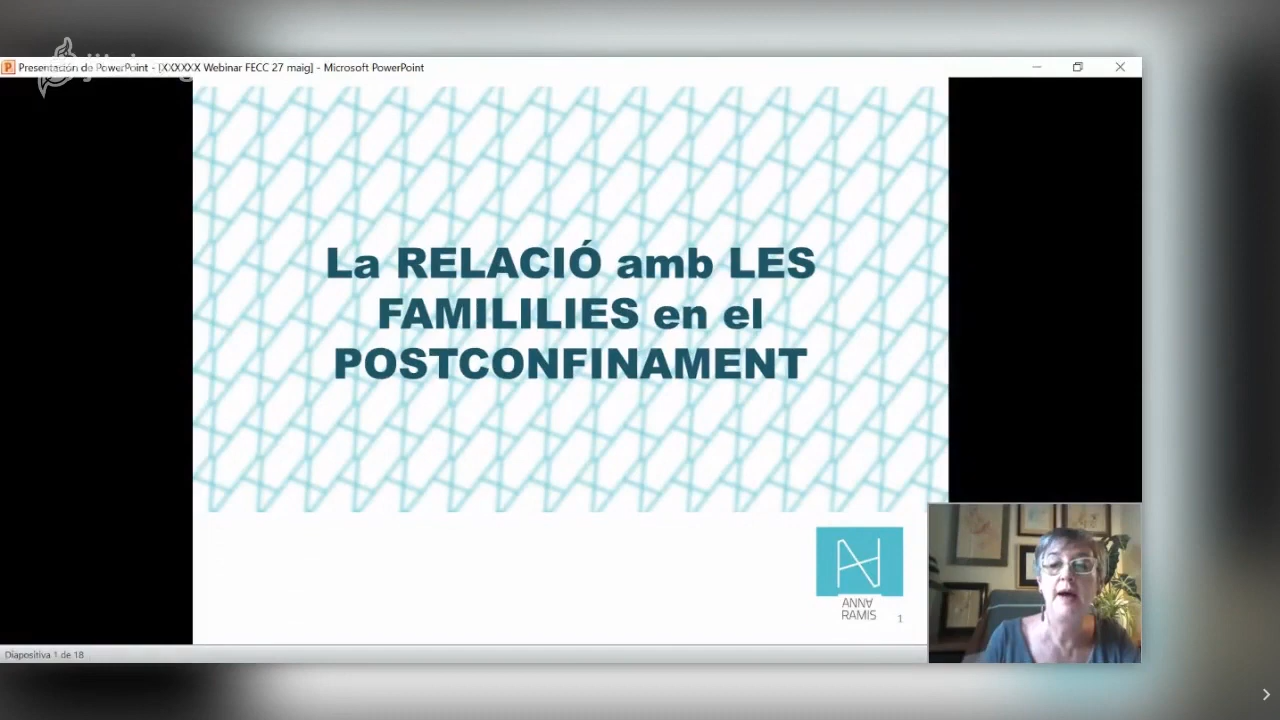 Presentación de PowerPoint - [XXXXXX Webinar FECC 27 maig] - Microsoft PowerPoint
La RELACIÓ amb LES
FAMILILIES en el
POSTCONFINAMENT
ANNA
RAMIS
1
Diapositiva 1 de 18